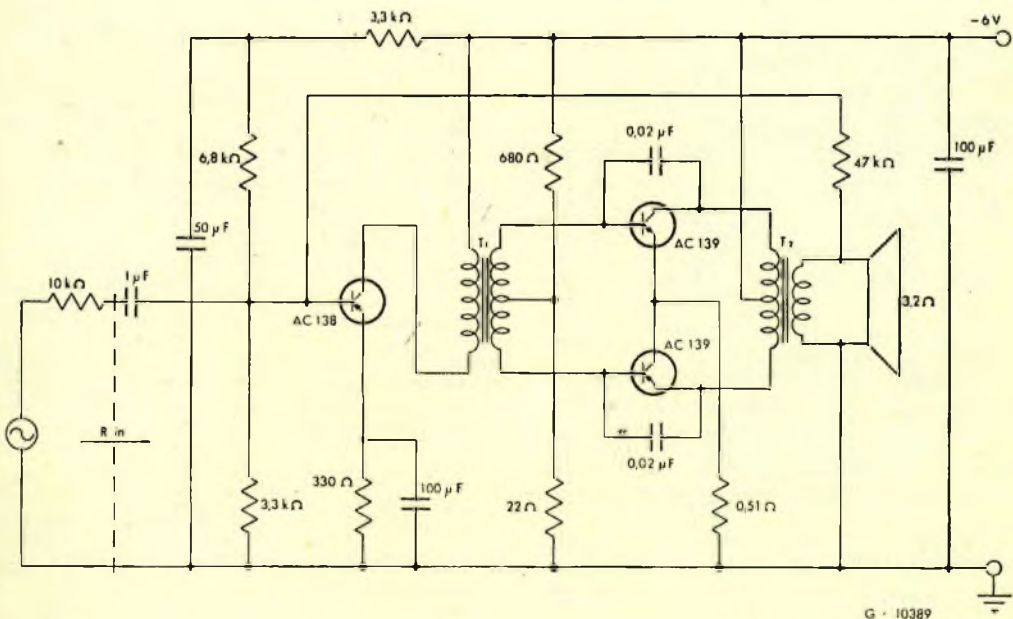 3,3 kΩ
-6V
0,02 µF
6,8 kΩ
680 Ω
47 kΩ
100 µF
50 µF
AC 139
T₁
T₂
10kΩ
1 µF
AC 138
3,2 Ω
AC 139
R in
0,02 µF
3,3 kΩ
330 Ω
100 µF
22 Ω
0,51 Ω
G - 10389